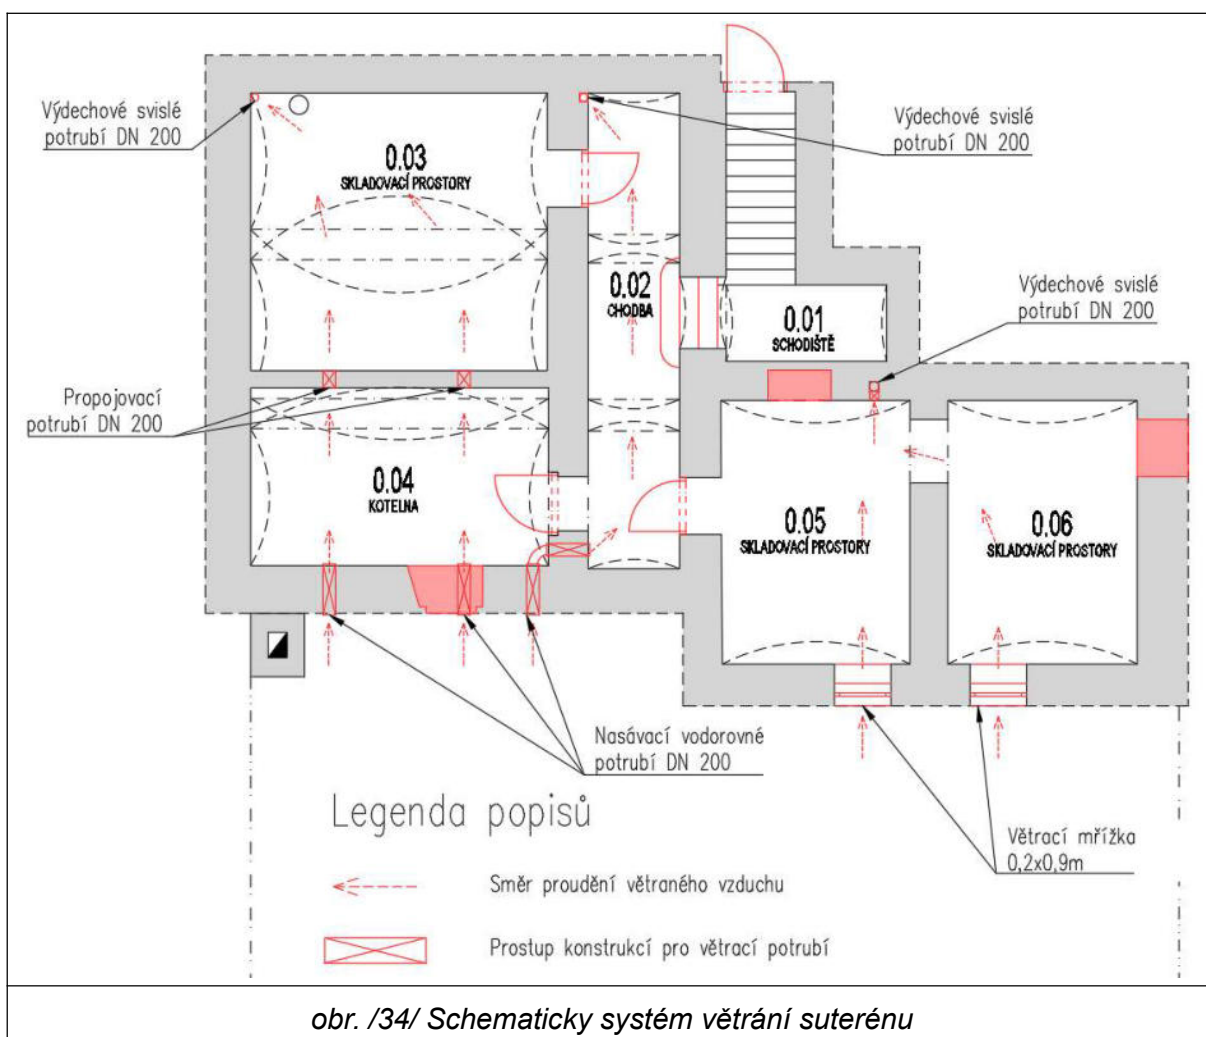 Výdechové svislé
potrubí DN 200
Výdechové svislé
potrubí DN 200
0.03
SKLADOVACÍ PROSTORY
0.02
CHODBA
0.01
SCHODIŠTĚ
Výdechové svislé
potrubí DN 200
Propojovací
potrubí DN 200
0.04
KOTELNA
0.05
SKLADOVACÍ PROSTORY
0.06
SKLADOVACÍ PROSTORY
Nasávací vodorovné
potrubí DN 200
Větrací mřížka
0,2x0,9m
Legenda popisů
Směr proudění větraného vzduchu
Prostup konstrukcí pro větrací potrubí
obr. /34/ Schematicky systém větrání suterénu